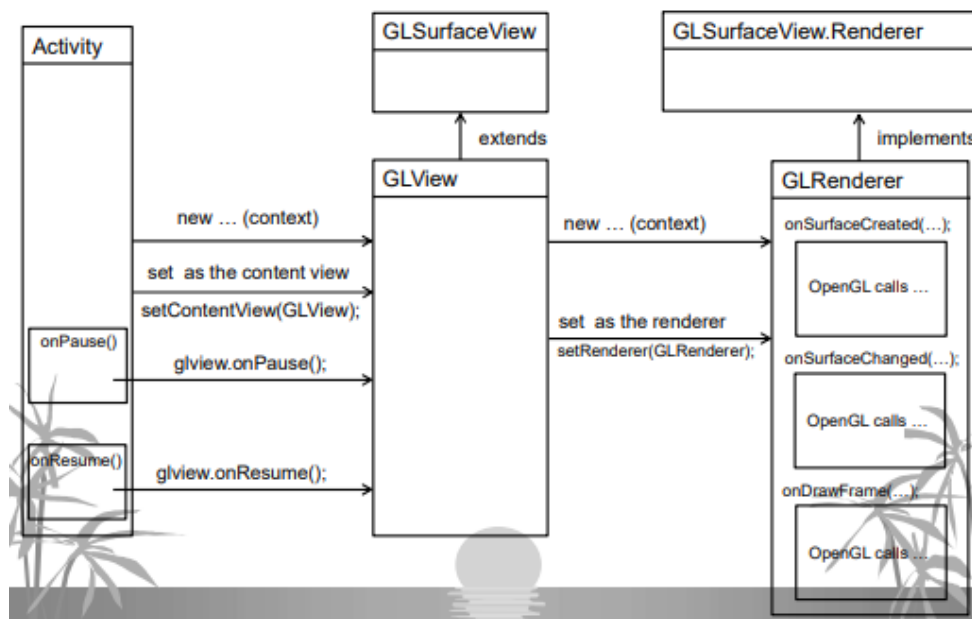 Activity
GLSurfaceView
GLSurfaceView.Renderer
extends
implements
GLView
GLRenderer
new … (context)
new … (context)
onSurfaceCreated(…);
set as the content view
OpenGL calls …
setContentView(GLView);
set as the renderer
setRenderer(GLRenderer);
onPause()
glview.onPause();
onSurfaceChanged(…);
OpenGL calls …
onResume()
glview.onResume();
onDrawFrame(…);
OpenGL calls …